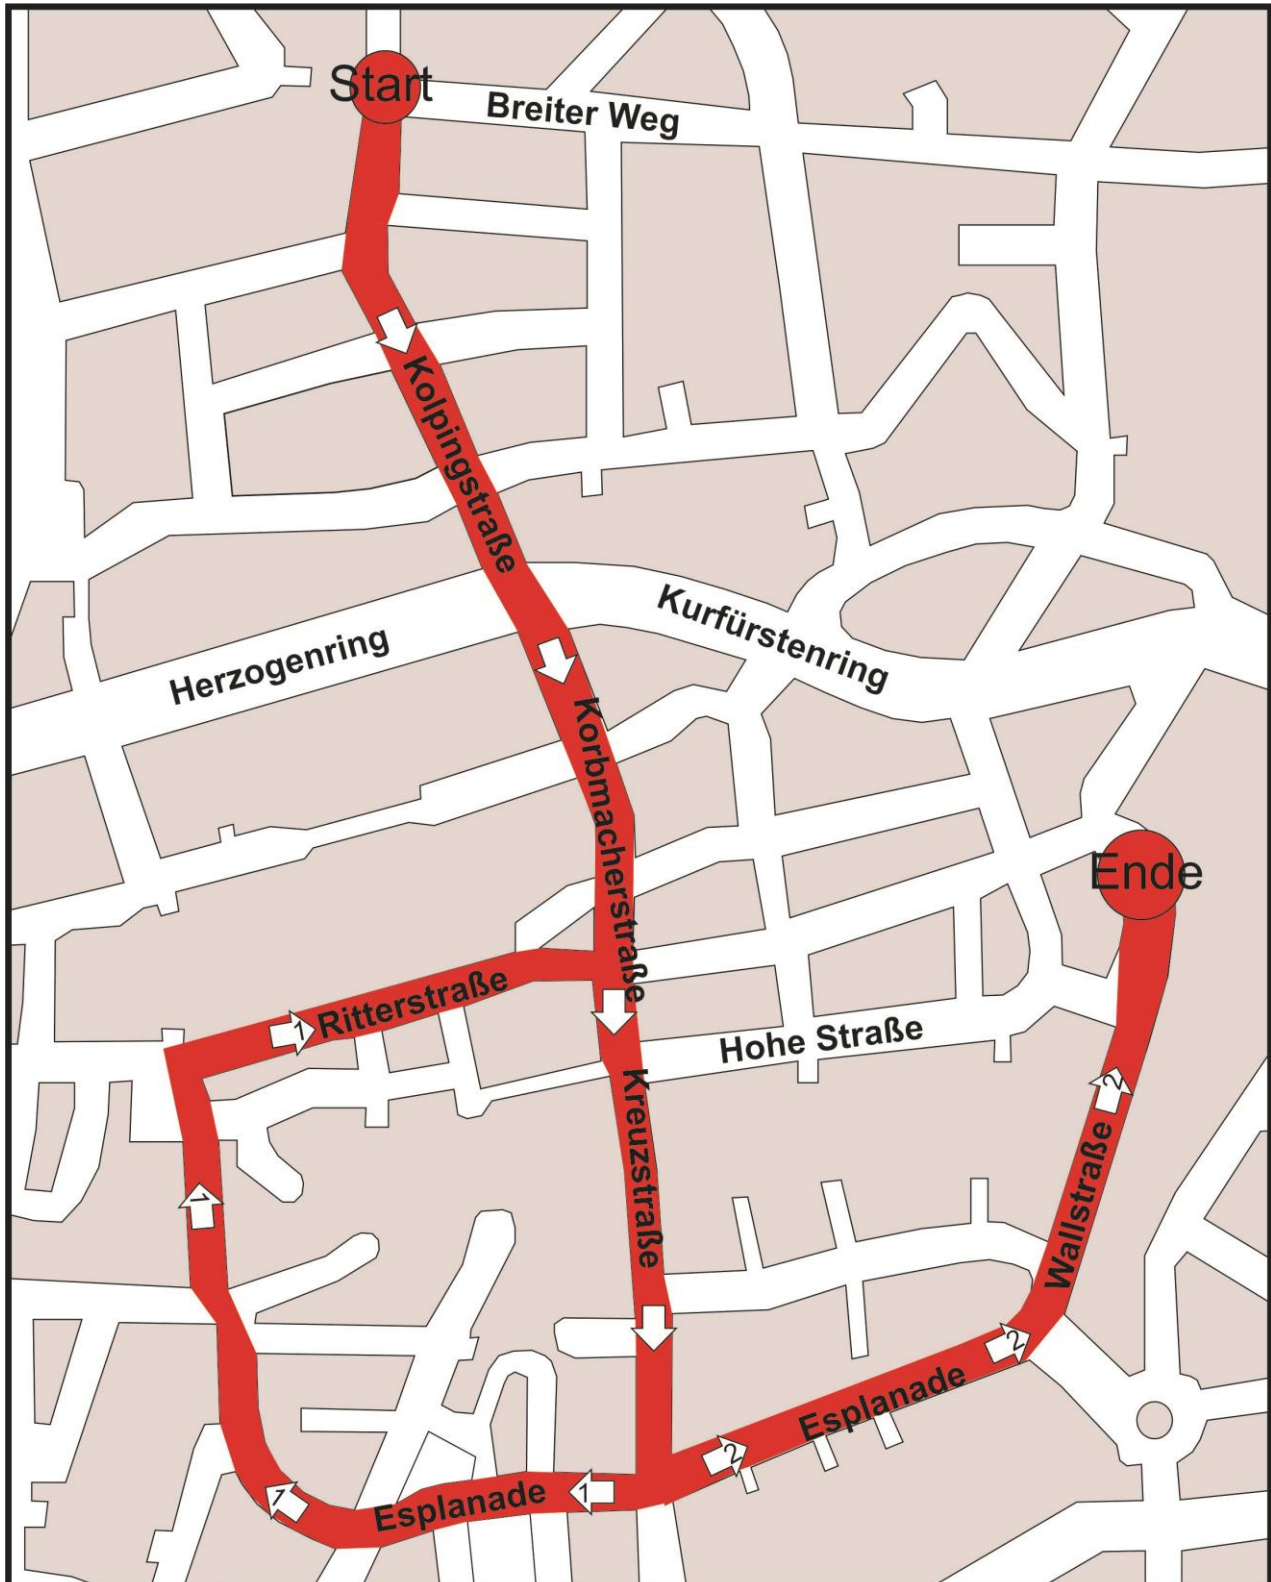 Start
Breiter Weg
Kolpingstraße
Kurfürstenring
Herzogenring
Korbmacherstraße
Ende
Ritterstraße
1
Hohe Straße
Kreuzstraße
2
Wallstraße
1
2
Esplanade
2
Esplanade
1
1